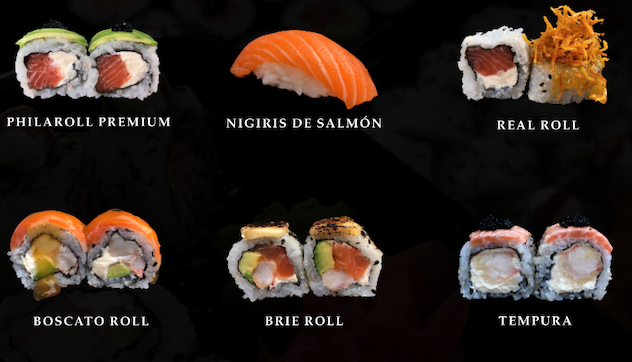 PHILAROLL PREMIUM
NIGIRIS DE SALMÓN
REAL ROLL
BOSCATO ROLL
BRIE ROLL
TEMPURA